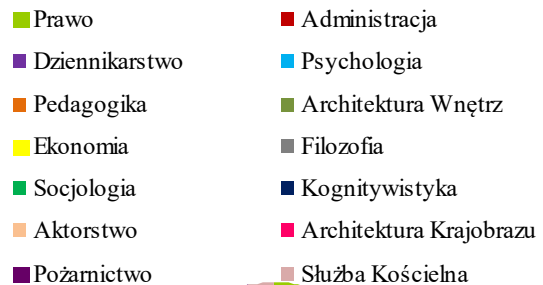 Prawo
Administracja
Dziennikarstwo
Psychologia
Pedagogika
Architektura Wnętrz
Ekonomia
Filozofia
Socjologia
Kognitywistyka
Aktorstwo
Architektura Krajobrazu
Pożarnictwo
Służba Kościelna